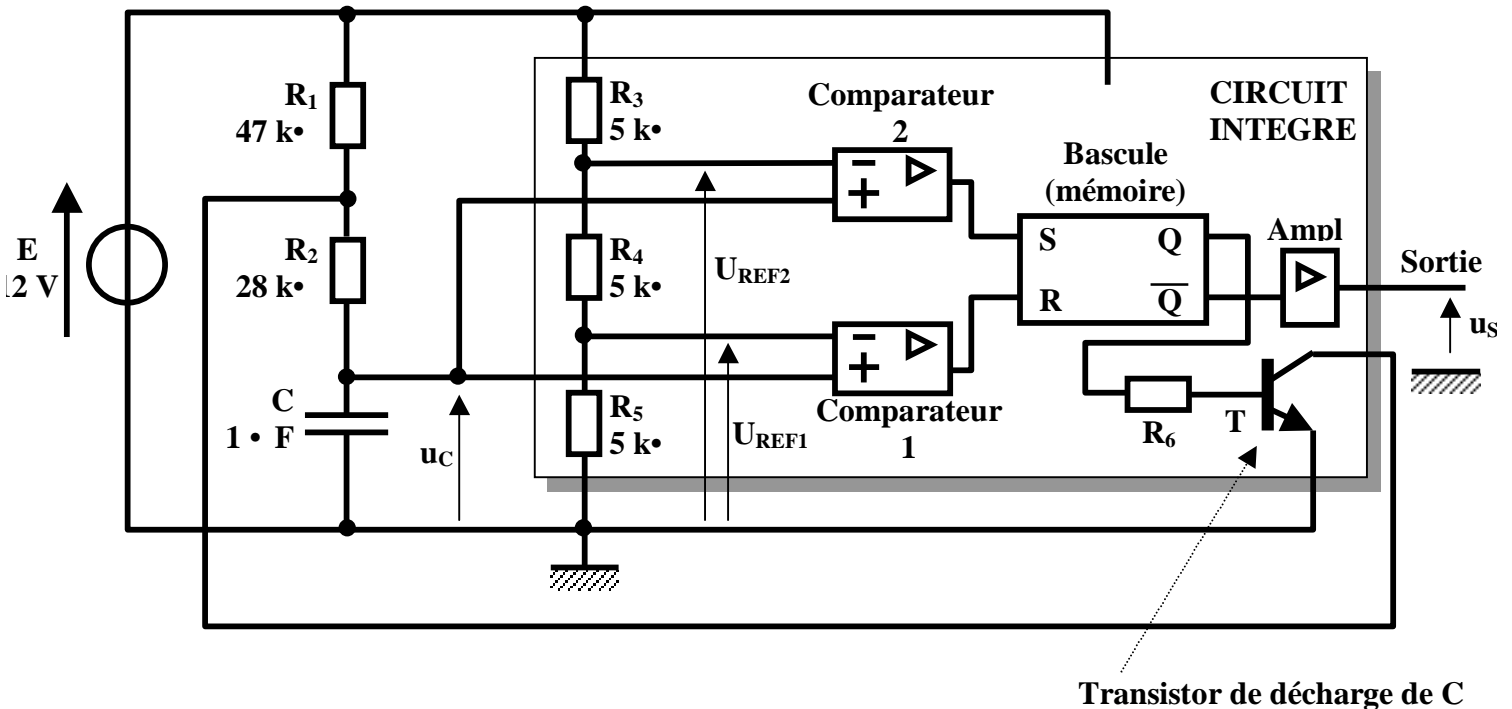 E
12 V
R1
47 k•
R2
28 k•
C
1 • F
uC
R3
5 k•
R4
5 k•
R5
5 k•
UREF2
UREF1
Comparateur
2
Comparateur
1
Bascule
(mémoire)
S
Q
R
Q
CIRCUIT
INTEGRE
Ampl
Sortie
uS
R6
T
Transistor de décharge de C